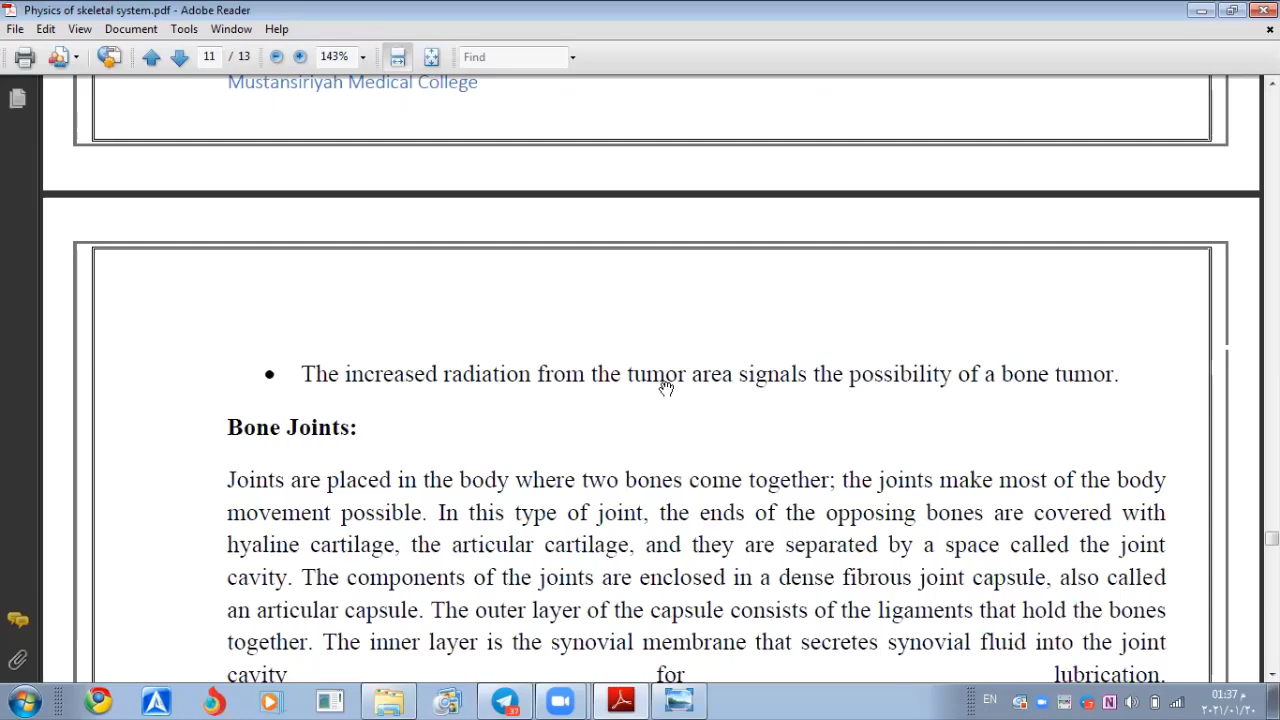 Physics of skeletal system.pdf - Adobe Reader
File Edit View Document Tools Window Help
11 / 13 143% Find
Mustansiriyah Medical College
• The increased radiation from the tumor area signals the possibility of a bone tumor.
Bone Joints:
Joints are placed in the body where two bones come together; the joints make most of the body
movement possible. In this type of joint, the ends of the opposing bones are covered with
hyaline cartilage, the articular cartilage, and they are separated by a space called the joint
cavity. The components of the joints are enclosed in a dense fibrous joint capsule, also called
an articular capsule. The outer layer of the capsule consists of the ligaments that hold the bones
together. The inner layer is the synovial membrane that secretes synovial fluid into the joint
cavity for lubrication.
37
EN
01:37 م
٢٠٢١/٠١/٢٠